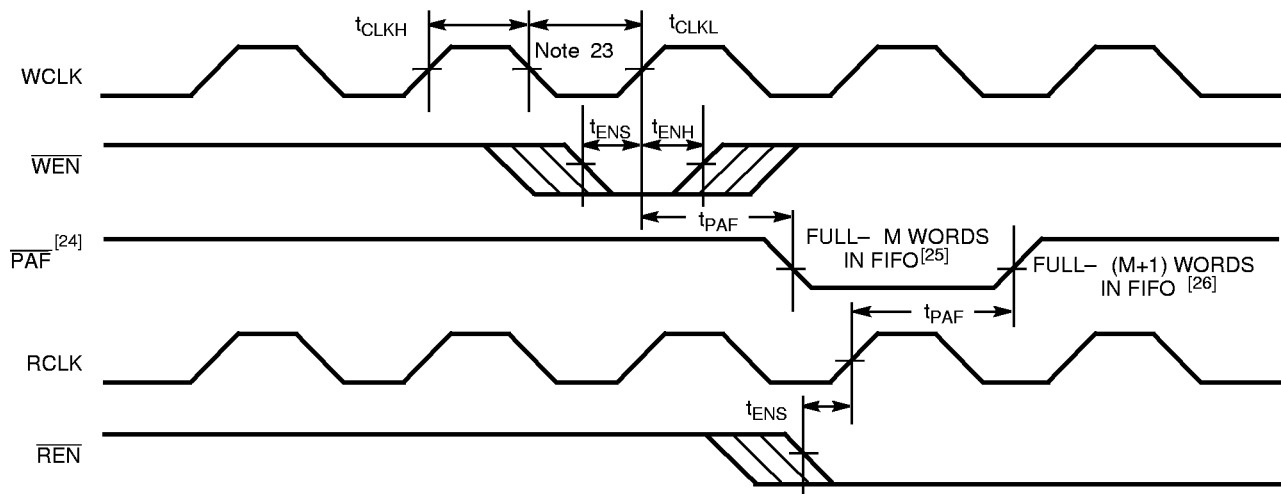 tCLKH
tCLKL
Note 23
WCLK
tENS
tENH
WEN
tPAF
PAF [24]
FULL– M WORDS
IN FIFO[25]
FULL– (M+1) WORDS
IN FIFO [26]
tPAF
RCLK
tENS
REN